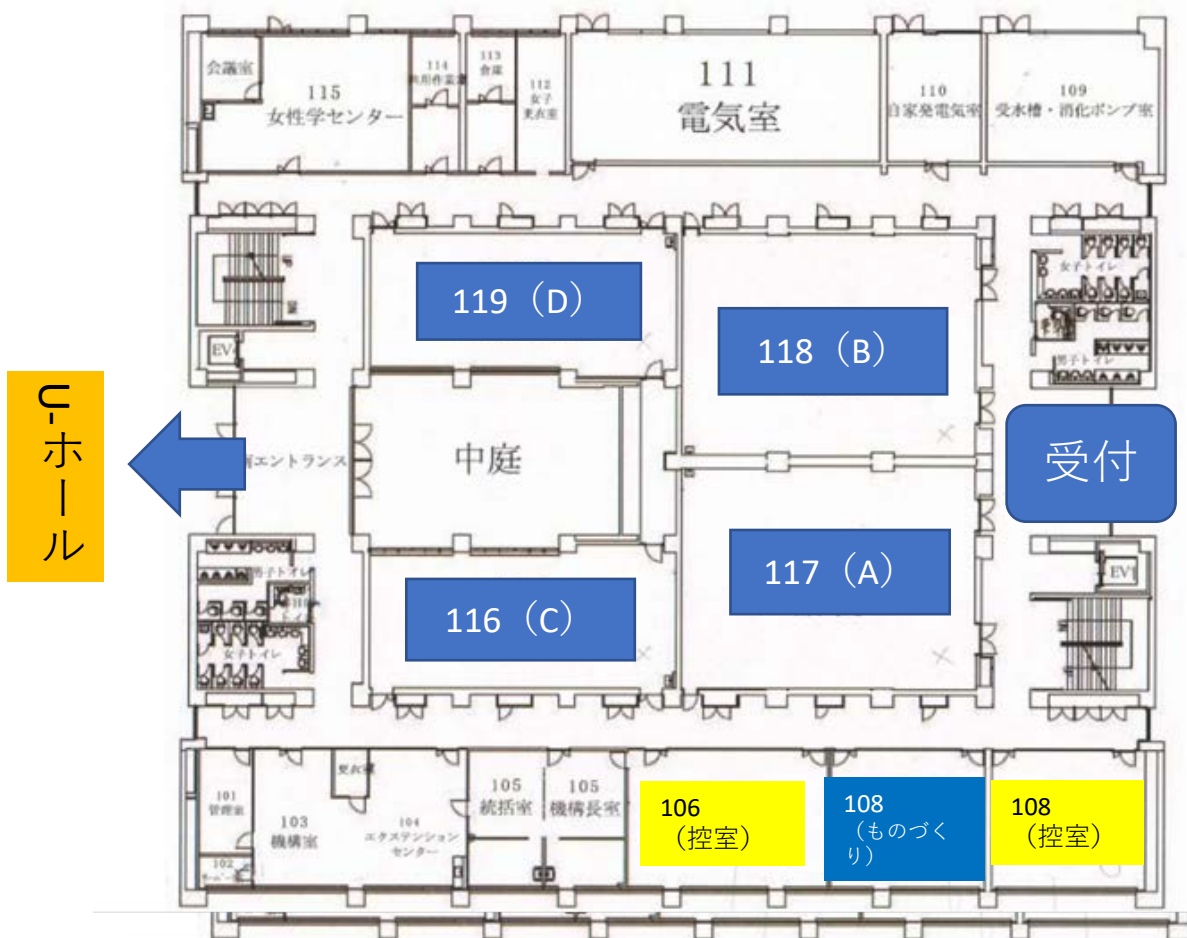 会議室
115
女性学センター
114
共用作業室
113
倉庫
112
女子
更衣室
111
電気室
110
自家発電気室
109
受水槽・消化ポンプ室
119（D）
118（B）
女子トイレ
男子トイレ
EV
U-ホール
南エントランス
中庭
受付
男子トイレ
女子トイレ
116（C）
117（A）
EV1
101
管理室
102
103
機構室
更衣室
104
エクステンション
センター
105
統括室
105
機構長室
106
（控室）
108
（ものづく
り）
108
（控室）